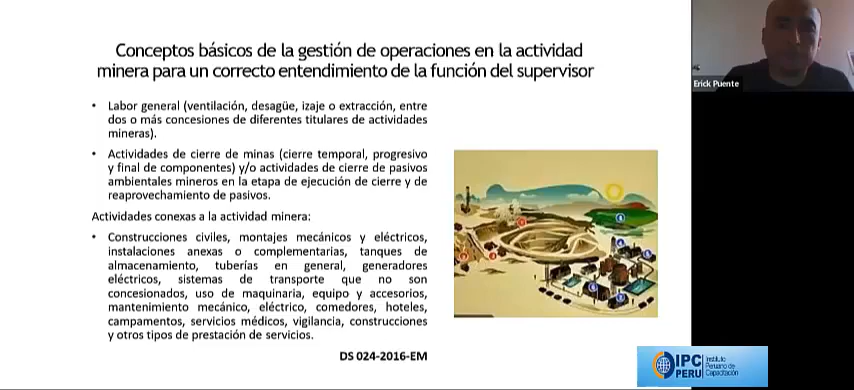 Conceptos básicos de la gestión de operaciones en la actividad
minera para un correcto entendimiento de la función del supervisor
• Labor general (ventilación, desagüe, izaje o extracción, entre
dos o más concesiones de diferentes titulares de actividades
mineras).
• Actividades de cierre de minas (cierre temporal, progresivo
y final de componentes) y/o actividades de cierre de pasivos
ambientales mineros en la etapa de ejecución de cierre y de
reaprovechamiento de pasivos.
Actividades conexas a la actividad minera:
• Construcciones civiles, montajes mecánicos y eléctricos,
instalaciones anexas o complementarias, tanques de
almacenamiento, tuberías en general, generadores
eléctricos, sistemas de transporte que no son
concesionados, uso de maquinaria, equipo y accesorios,
mantenimiento mecánico, eléctrico, comedores, hoteles,
campamentos, servicios médicos, vigilancia, construcciones
y otros tipos de prestación de servicios.
DS 024-2016-EM
Erick Puente
IPC
PERU
Instituto
Peruano de
Capacitación